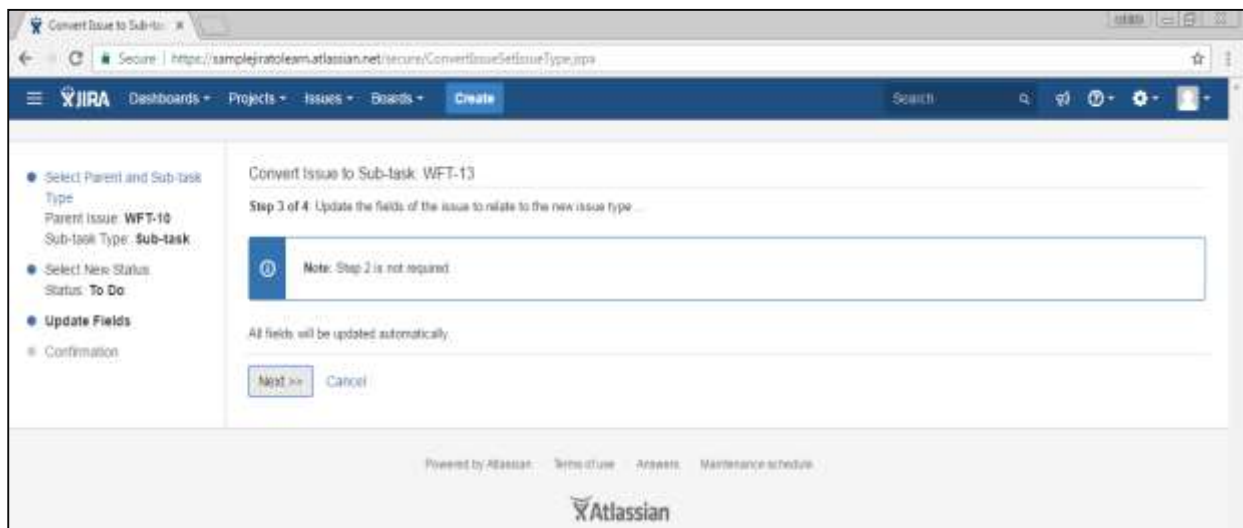 Convert Issue to Sub-ta
Secure | https://samplejiratolearn.atlassian.net/secure/ConvertIssueSetIssueType.jspa
JIRA Dashboards Projects Issues Boards Create Search
Select Parent and Sub-task
Type
Parent Issue: WFT-10
Sub-task Type: Sub-task
Select New Status
Status: To Do
Update Fields
Confirmation
Convert Issue to Sub-task: WFT-13
Step 3 of 4: Update the fields of the issue to relate to the new issue type ...
Note: Step 2 is not required.
All fields will be updated automatically.
Next >> Cancel
Powered by Atlassian Terms of use Answers Maintenance schedule
Atlassian